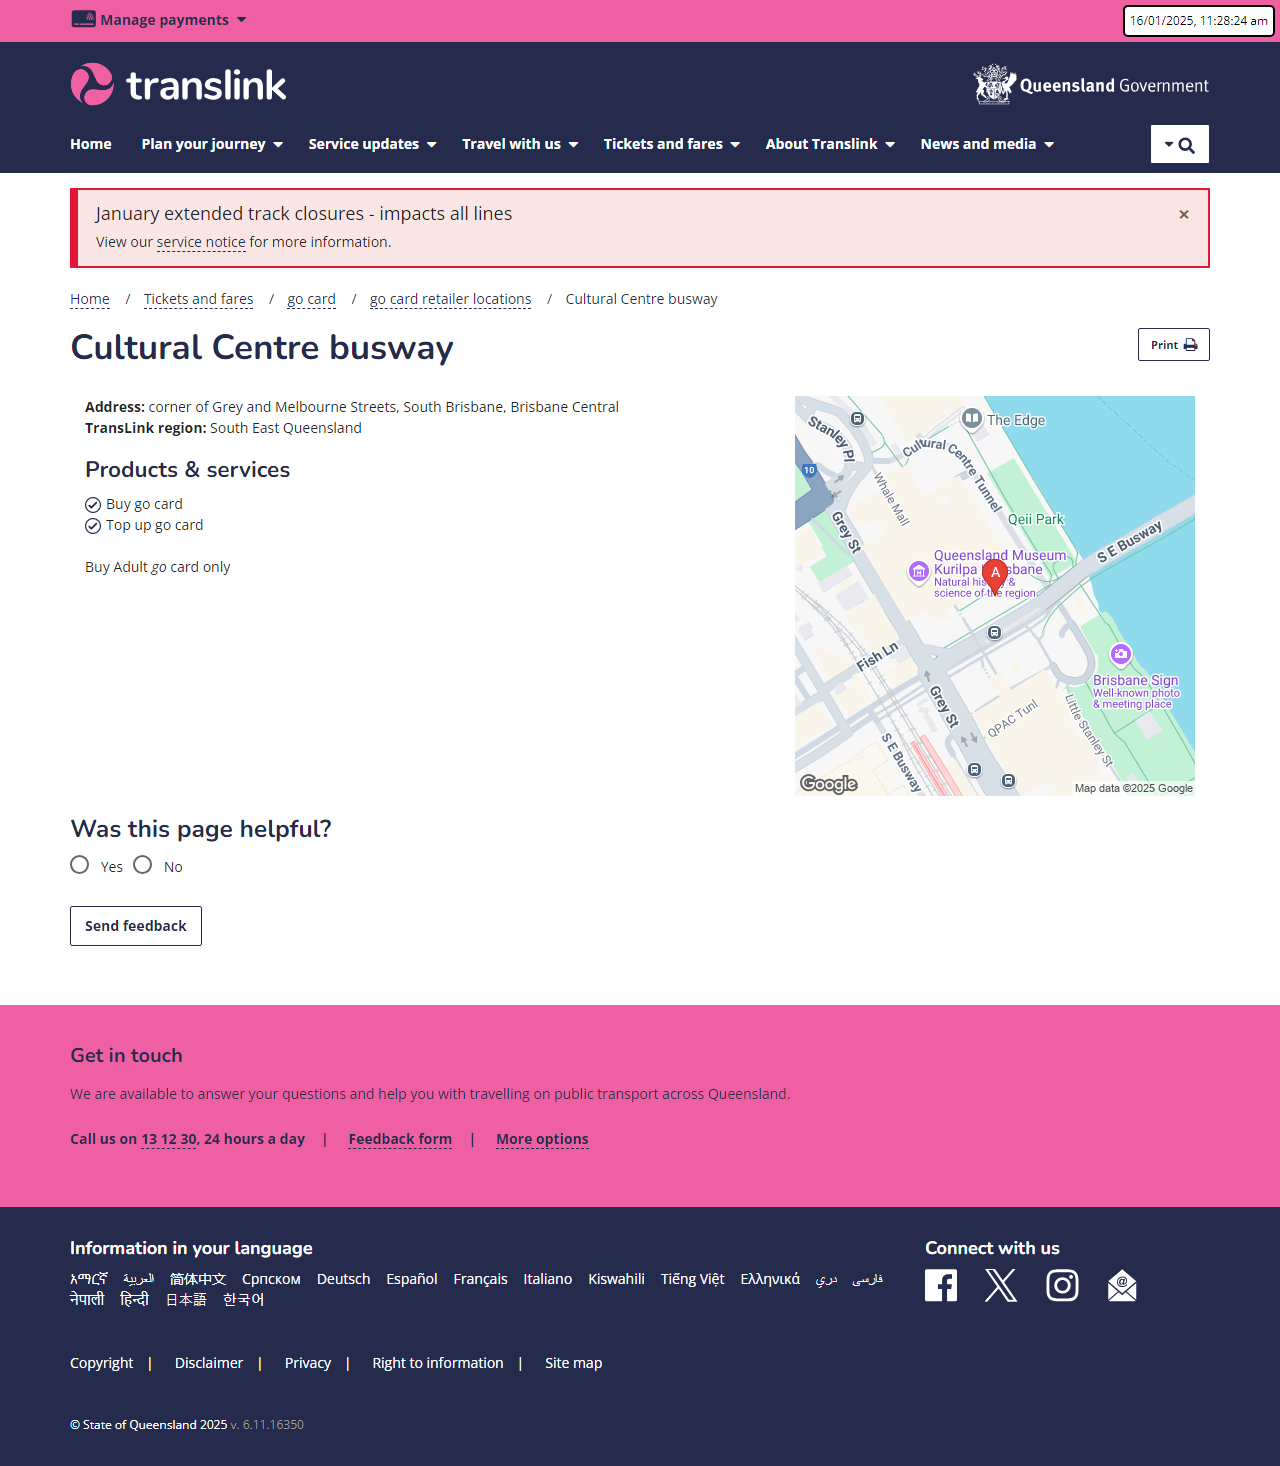 Manage payments
16/01/2025, 11:28:24 am
translink
Queensland Government
Home
Plan your journey
Service updates
Travel with us
Tickets and fares
About Translink
News and media
January extended track closures - impacts all lines
×
View our service notice for more information.
Home / Tickets and fares / go card / go card retailer locations / Cultural Centre busway
Cultural Centre busway
Print
Address: corner of Grey and Melbourne Streets, South Brisbane, Brisbane Central
TransLink region: South East Queensland
Products & services
Buy go card
Top up go card
Buy Adult go card only
Stanley Pl
The Edge
Cultural Centre Tunnel
10
Whale Mall
Grey St
Qeii Park
S E Busway
Queensland Museum
Kurilpa
A
Natural
science of the region
Fish Ln
Brisbane Sign
Well-known photo
& meeting place
Grey St
QPAC Tunl
Little Stanley St
S E Busway
Google
Map data ©2025 Google
Was this page helpful?
Yes No
Send feedback
Get in touch
We are available to answer your questions and help you with travelling on public transport across Queensland.
Call us on 13 12 30, 24 hours a day | Feedback form | More options
Information in your language
Connect with us
አማርኛ العربية 简体中文 Српском Deutsch Español Français Italiano Kiswahili Tiếng Việt Ελληνικά دري فارسی
नेपाली हिन्दी 日本語 한국어
Copyright | Disclaimer | Privacy | Right to information | Site map
© State of Queensland 2025 v. 6.11.16350